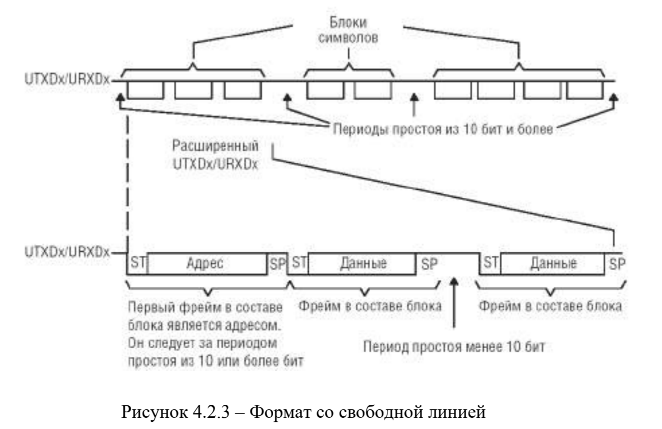 Блоки
символов
UTXDx/URXDx
Периоды простоя из 10 бит и более
Расширенный
UTXDx/URXDx
UTXDx/URXDx
ST Адрес SP ST Данные SP ST Данные SP
Первый фрейм в составе
блока является адресом.
Он следует за периодом
простоя из 10 или более бит
Фрейм в составе блока
Фрейм в составе блока
Период простоя менее 10 бит
Рисунок 4.2.3 – Формат со свободной линией